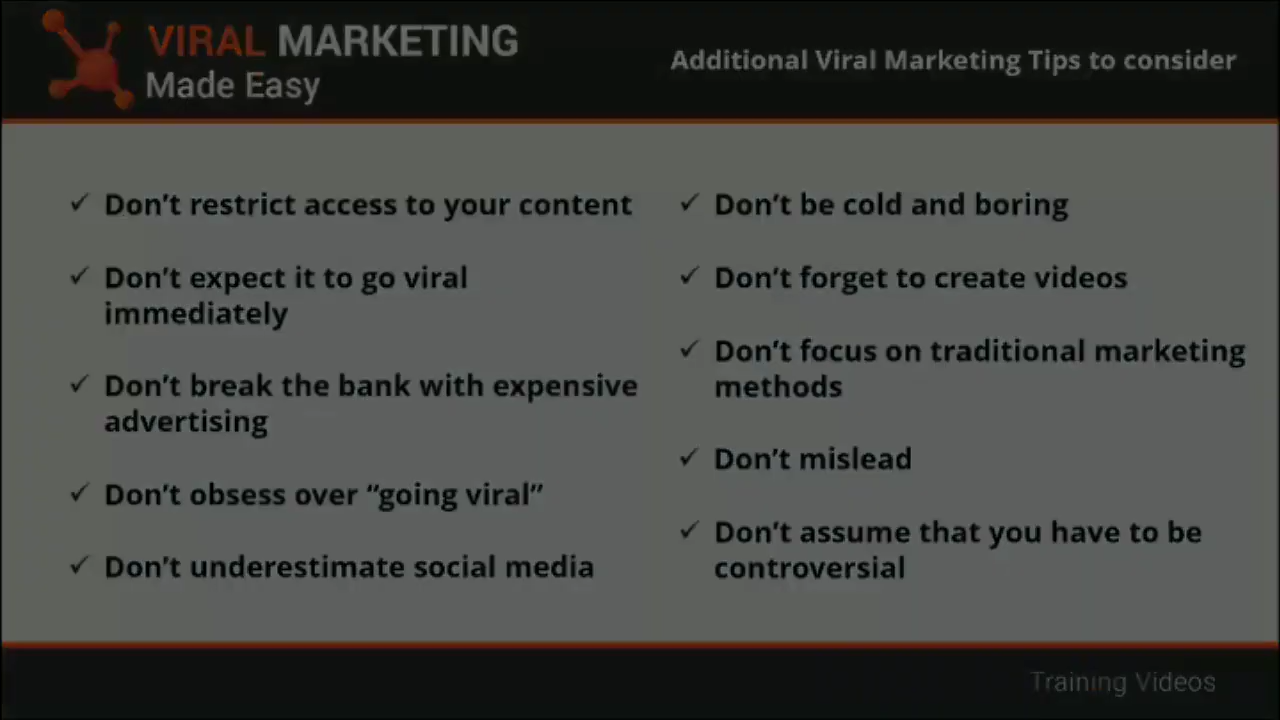 VIRAL MARKETING
Made Easy
Additional Viral Marketing Tips to consider
✓ Don’t restrict access to your content
✓ Don’t expect it to go viral
immediately
✓ Don’t break the bank with expensive
advertising
✓ Don’t obsess over “going viral”
✓ Don’t underestimate social media
✓ Don’t be cold and boring
✓ Don’t forget to create videos
✓ Don’t focus on traditional marketing
methods
✓ Don’t mislead
✓ Don’t assume that you have to be
controversial
Training Videos